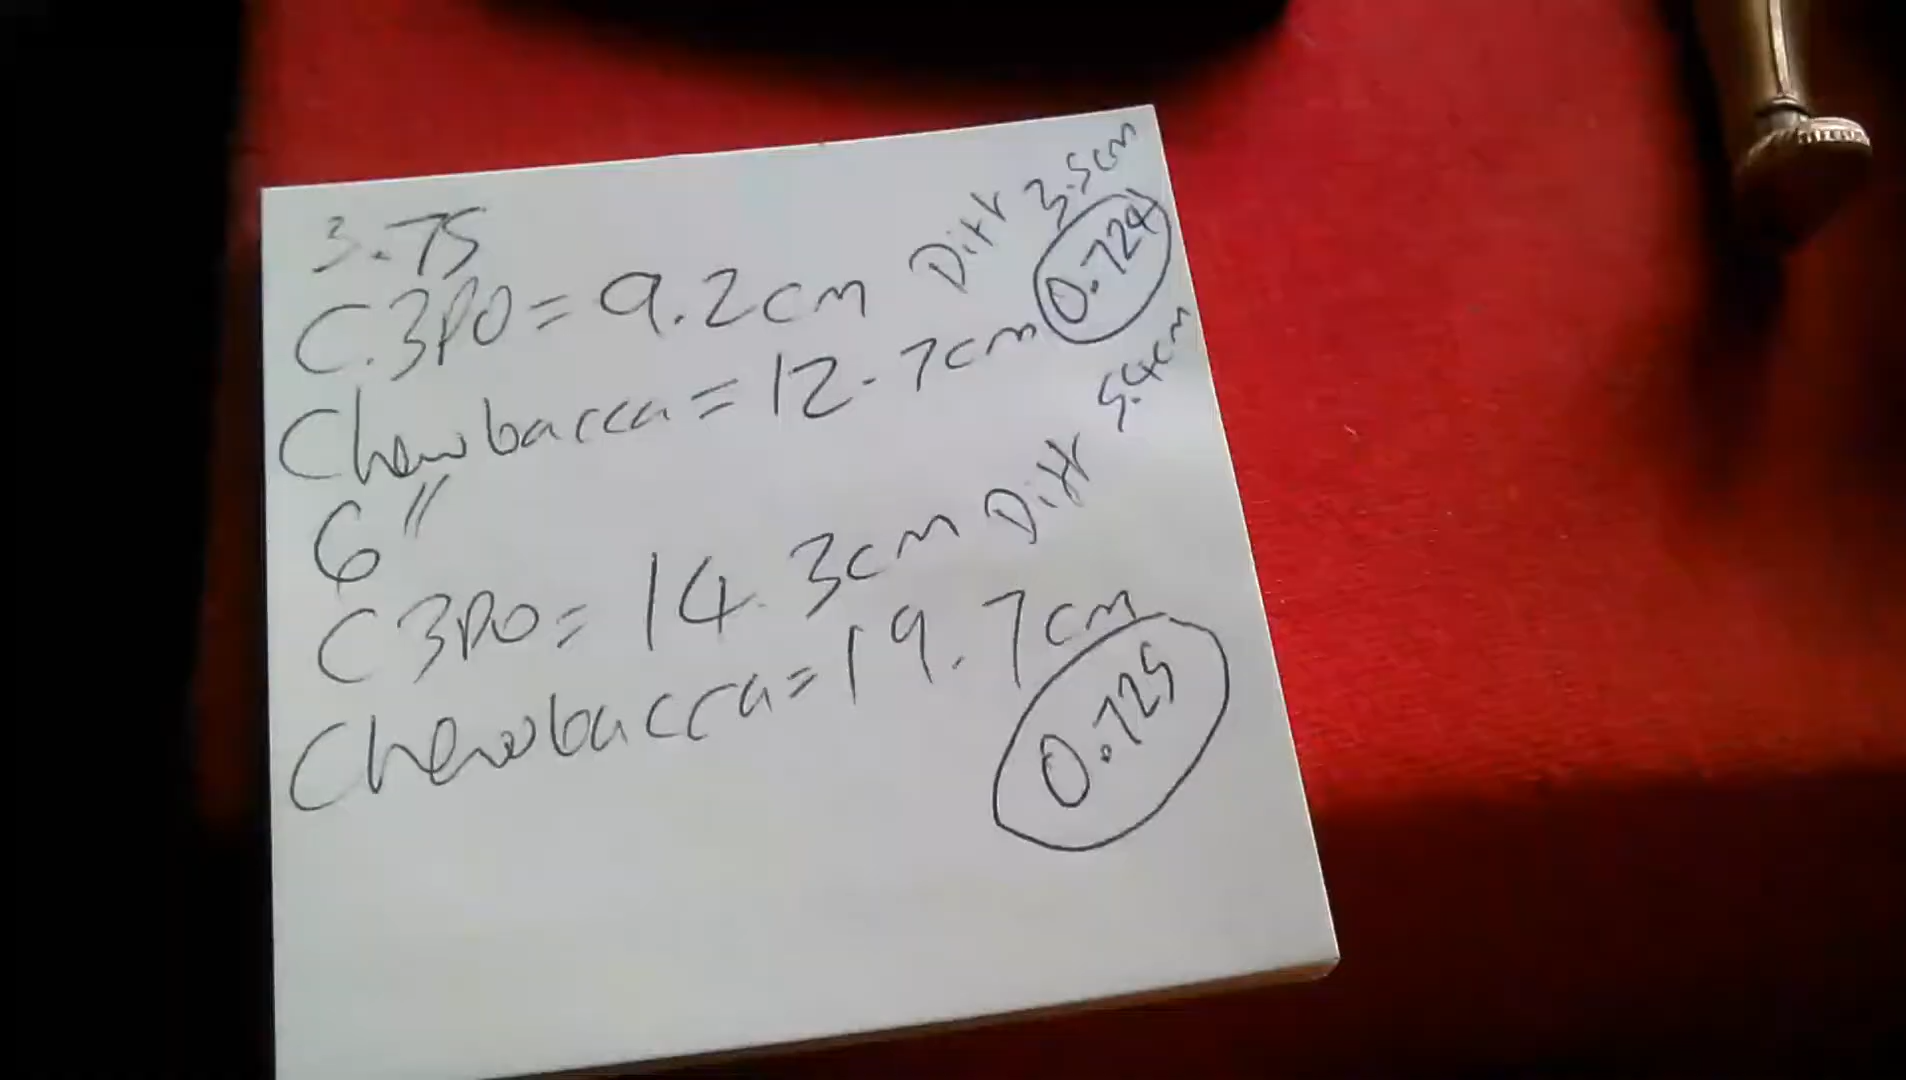 3.75
C.3PO = 9.2cm Diff 3.5cm
0.724
Chewbacca = 12.7cm
6"
C3PO = 14.3cm Diff 5.4cm
Chewbacca = 19.7cm
0.725